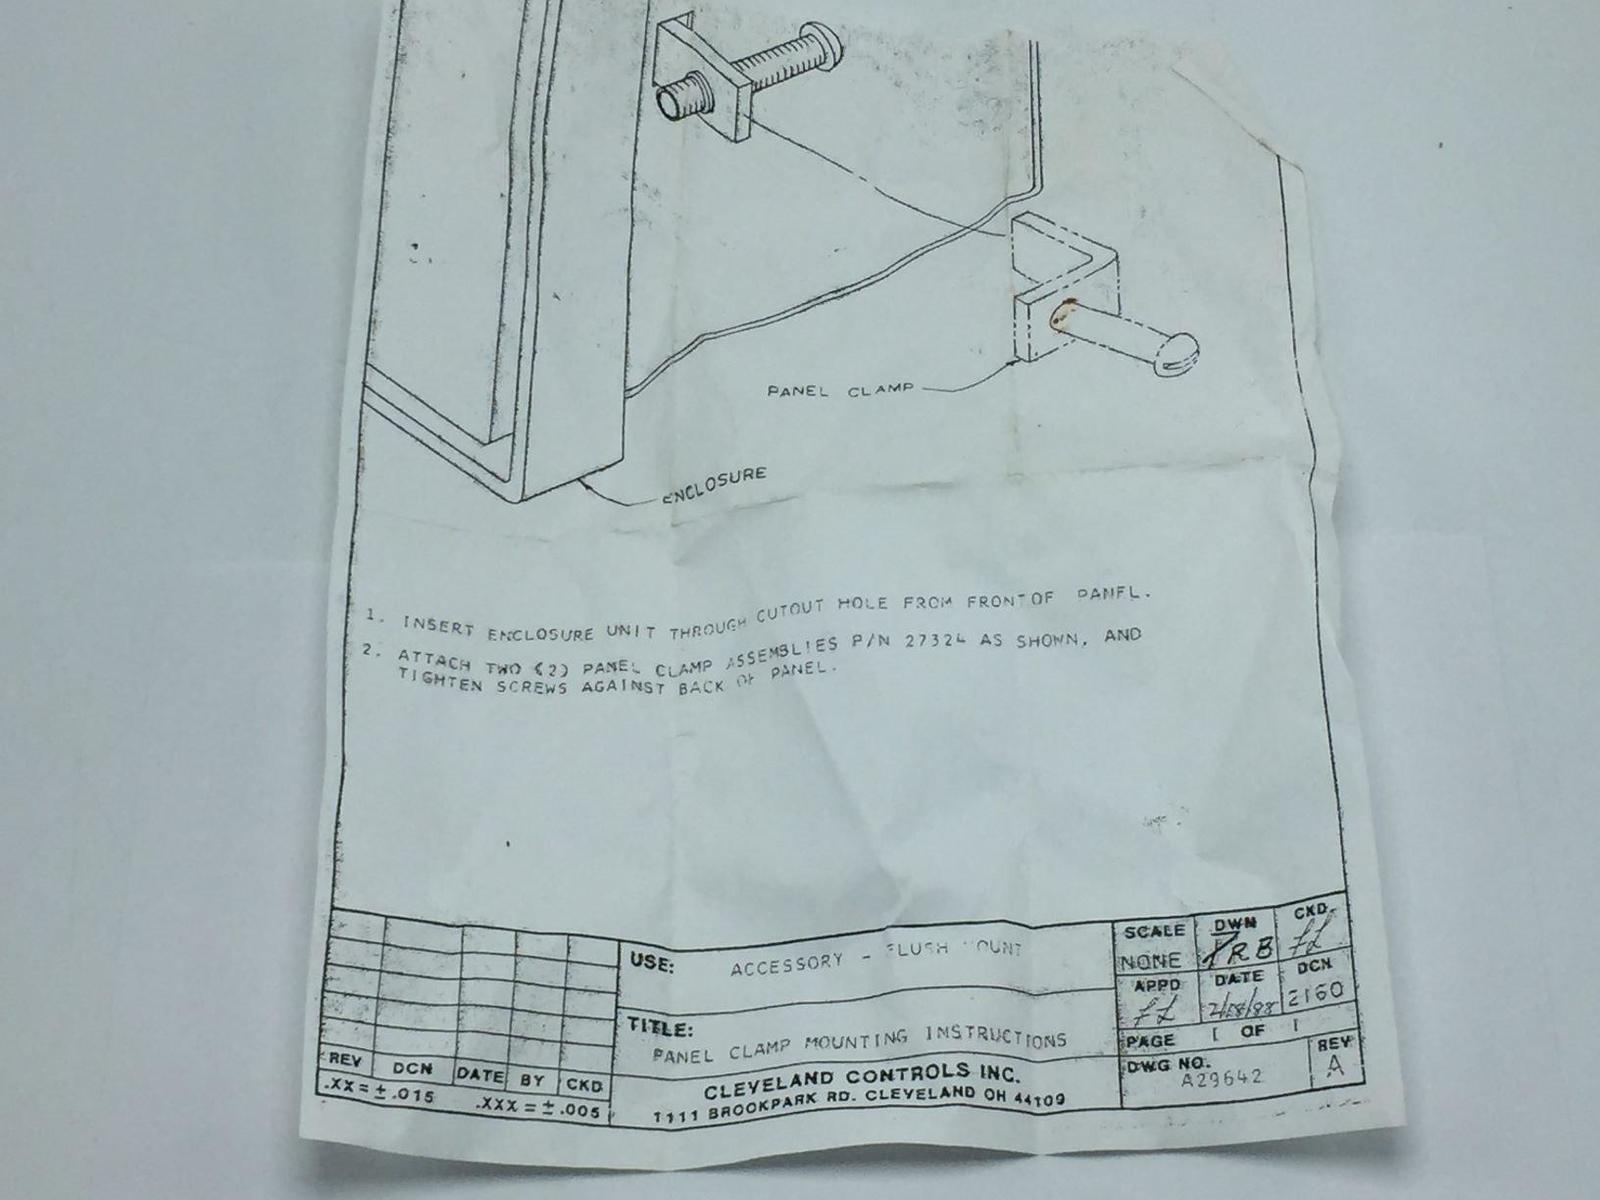 PANEL CLAMP
ENCLOSURE
1. INSERT ENCLOSURE UNIT THROUGH CUTOUT HOLE FROM FRONT OF PANEL.
2. ATTACH TWO (2) PANEL CLAMP ASSEMBLIES P/N 27324 AS SHOWN, AND
TIGHTEN SCREWS AGAINST BACK OF PANEL.
REV DCN DATE BY CKD
.XX = ± .015 .XXX = ± .005
USE: ACCESSORY - FLUSH MOUNT
TITLE:
PANEL CLAMP MOUNTING INSTRUCTIONS
CLEVELAND CONTROLS INC.
1111 BROOKPARK RD. CLEVELAND OH 44109
SCALE DWN CKD.
NONE RB
APPD DATE DCN
2160
PAGE 1 OF 1
DWG NO. REV
A29642 A